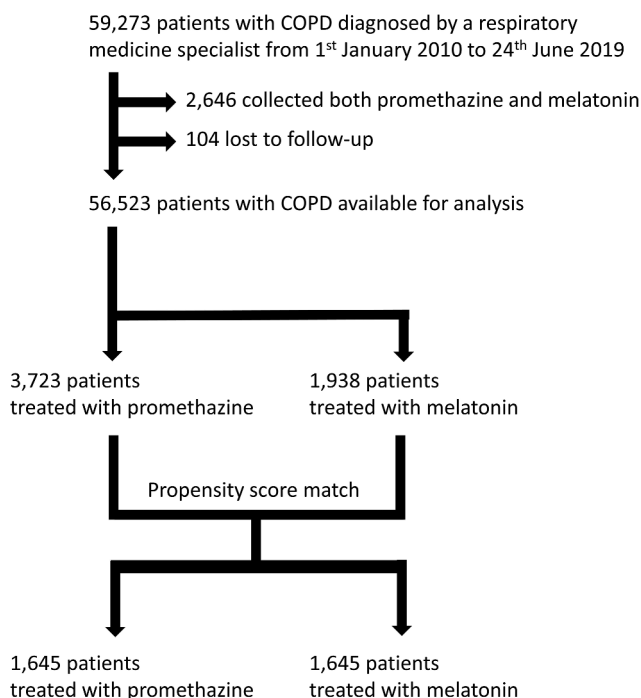 59,273 patients with COPD diagnosed by a respiratory
medicine specialist from 1st January 2010 to 24th June 2019
2,646 collected both promethazine and melatonin
104 lost to follow-up
56,523 patients with COPD available for analysis
3,723 patients
treated with promethazine
1,938 patients
treated with melatonin
Propensity score match
1,645 patients
treated with promethazine
1,645 patients
treated with melatonin